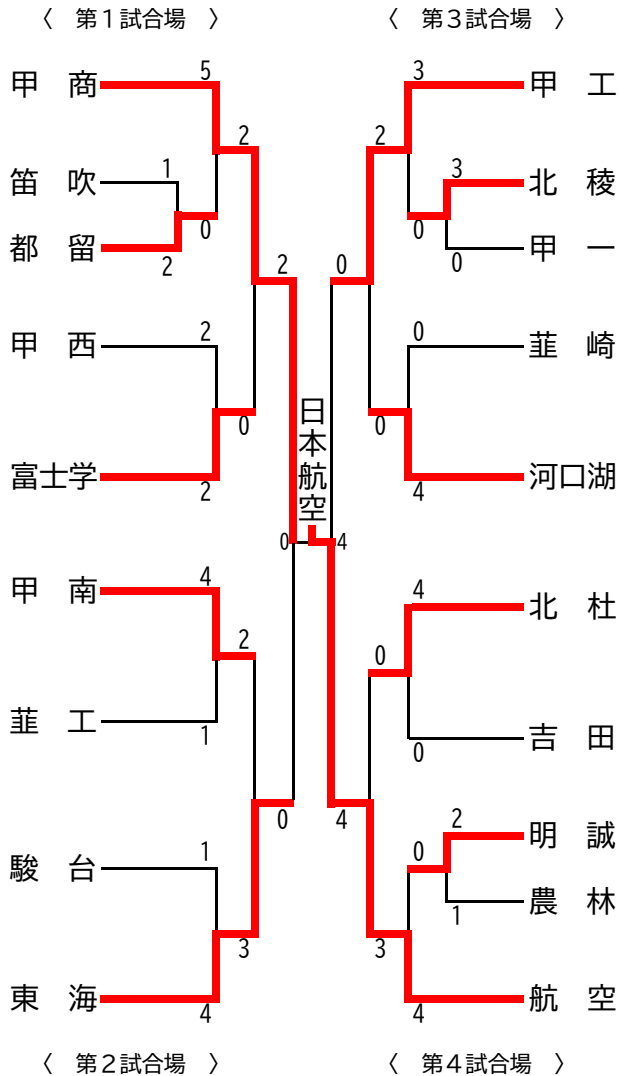 〈 第1試合場 〉
〈 第3試合場 〉
5
3
甲 商
甲 工
2
2
1
3
笛 吹
北 稜
0
0
都 留
甲 一
2
0
2
0
2
0
甲 西
韮 崎
0
0
富士学
河口湖
2
4
日本航空
0
4
4
4
甲 南
北 杜
2
0
韮 工
吉 田
1
0
0
4
2
1
0
明 誠
駿 台
農 林
1
3
3
東 海
航 空
4
4
〈 第2試合場 〉
〈 第4試合場 〉